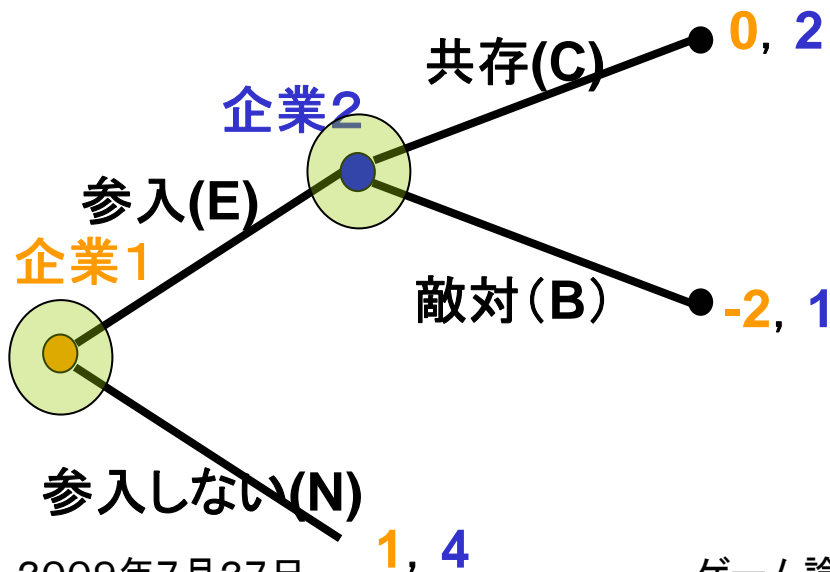 共存(C)
0, 2
企業2
参入(E)
企業1
敵対（B）
-2, 1
参入しない(N)
1, 4